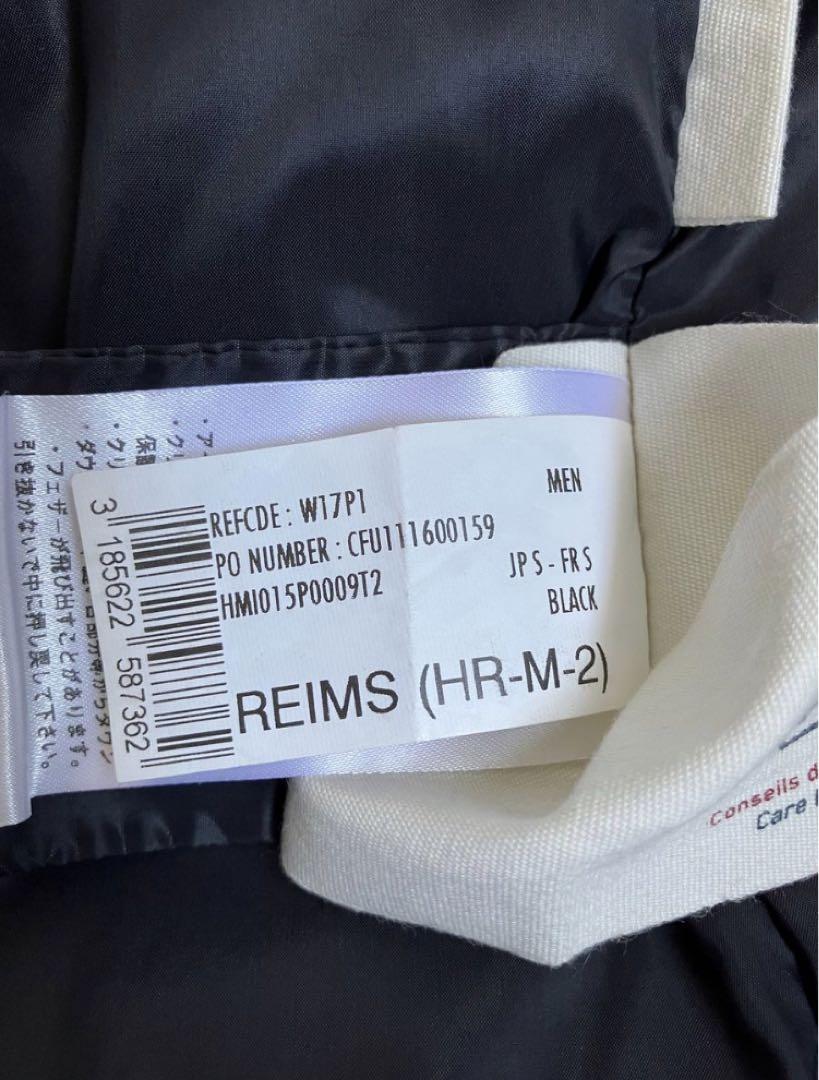 MEN
REFCDE : W17P1
PO NUMBER : CFU111600159
JP S - FR S
HMI015P0009T2
BLACK
REIMS (HR-M-2)
3 185622 587362
・フェザーが飛び出すことがあります。
引き抜かないで中に押し戻して下さい。
Conseils d
Care